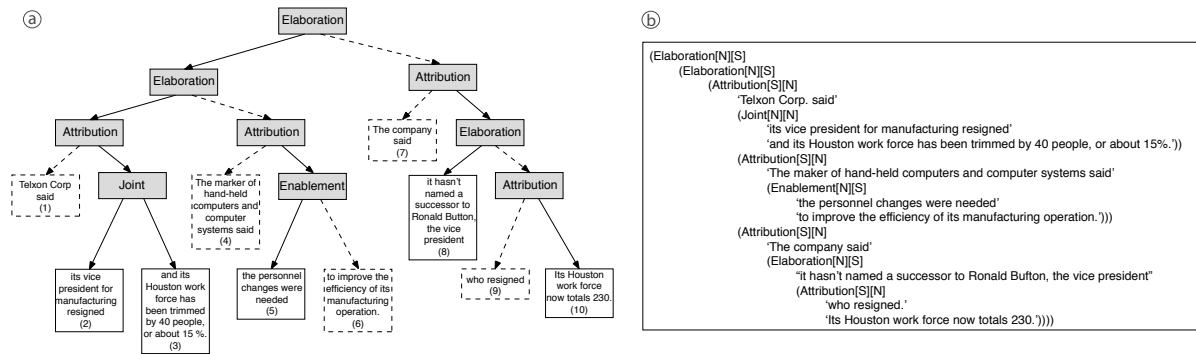 a
Elaboration
Elaboration
Attribution
Attribution
Attribution
The company
said
(7)
Elaboration
Telxon Corp
said
(1)
Joint
The marker of
hand-held
computers and
computer
systems said
(4)
Enablement
it hasn't
named a
successor to
Ronald Button,
the vice
president
(8)
Attribution
its vice
president for
manufacturing
resigned
(2)
and its
Houston work
force has
been trimmed
by 40 people,
or about 15 %.
(3)
the personnel
changes were
needed
(5)
to improve the
efficiency of its
manufacturing
operation.
(6)
who resigned
(9)
Its Houston
work force
now totals 230.
(10)
b
(Elaboration[N][S]
(Elaboration[N][S]
(Attribution[S][N]
'Telxon Corp. said'
(Joint[N][N]
'its vice president for manufacturing resigned'
'and its Houston work force has been trimmed by 40 people, or about 15%.'))
(Attribution[S][N]
'The maker of hand-held computers and computer systems said'
(Enablement[N][S]
'the personnel changes were needed'
'to improve the efficiency of its manufacturing operation.')))
(Attribution[S][N]
'The company said'
(Elaboration[N][S]
"it hasn't named a successor to Ronald Bufton, the vice president"
(Attribution[S][N]
'who resigned.'
'Its Houston work force now totals 230.'))))